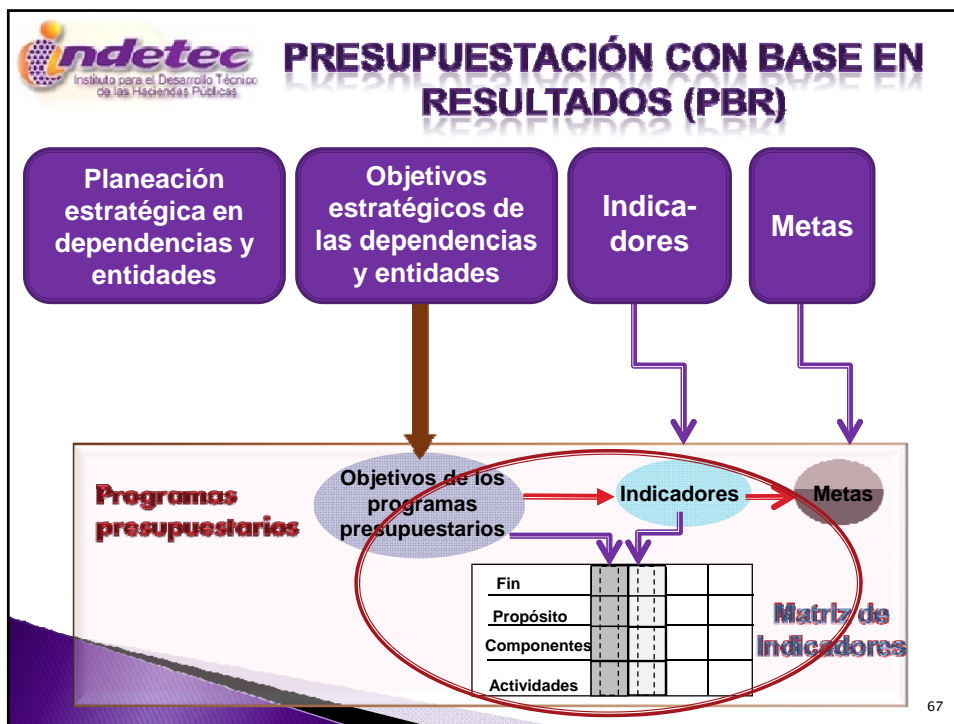 indetec
Instituto para el Desarrollo Técnico
de las Haciendas Públicas
PRESUPUESTACIÓN CON BASE EN
RESULTADOS (PBR)
Planeación
estratégica en
dependencias y
entidades
Objetivos
estratégicos de
las dependencias
y entidades
Indica-
dores
Metas
Programas
presupuestarios
Objetivos de los
programas
presupuestarios
Indicadores
Metas
Fin
Propósito
Componentes
Actividades
Matriz de
Indicadores
67